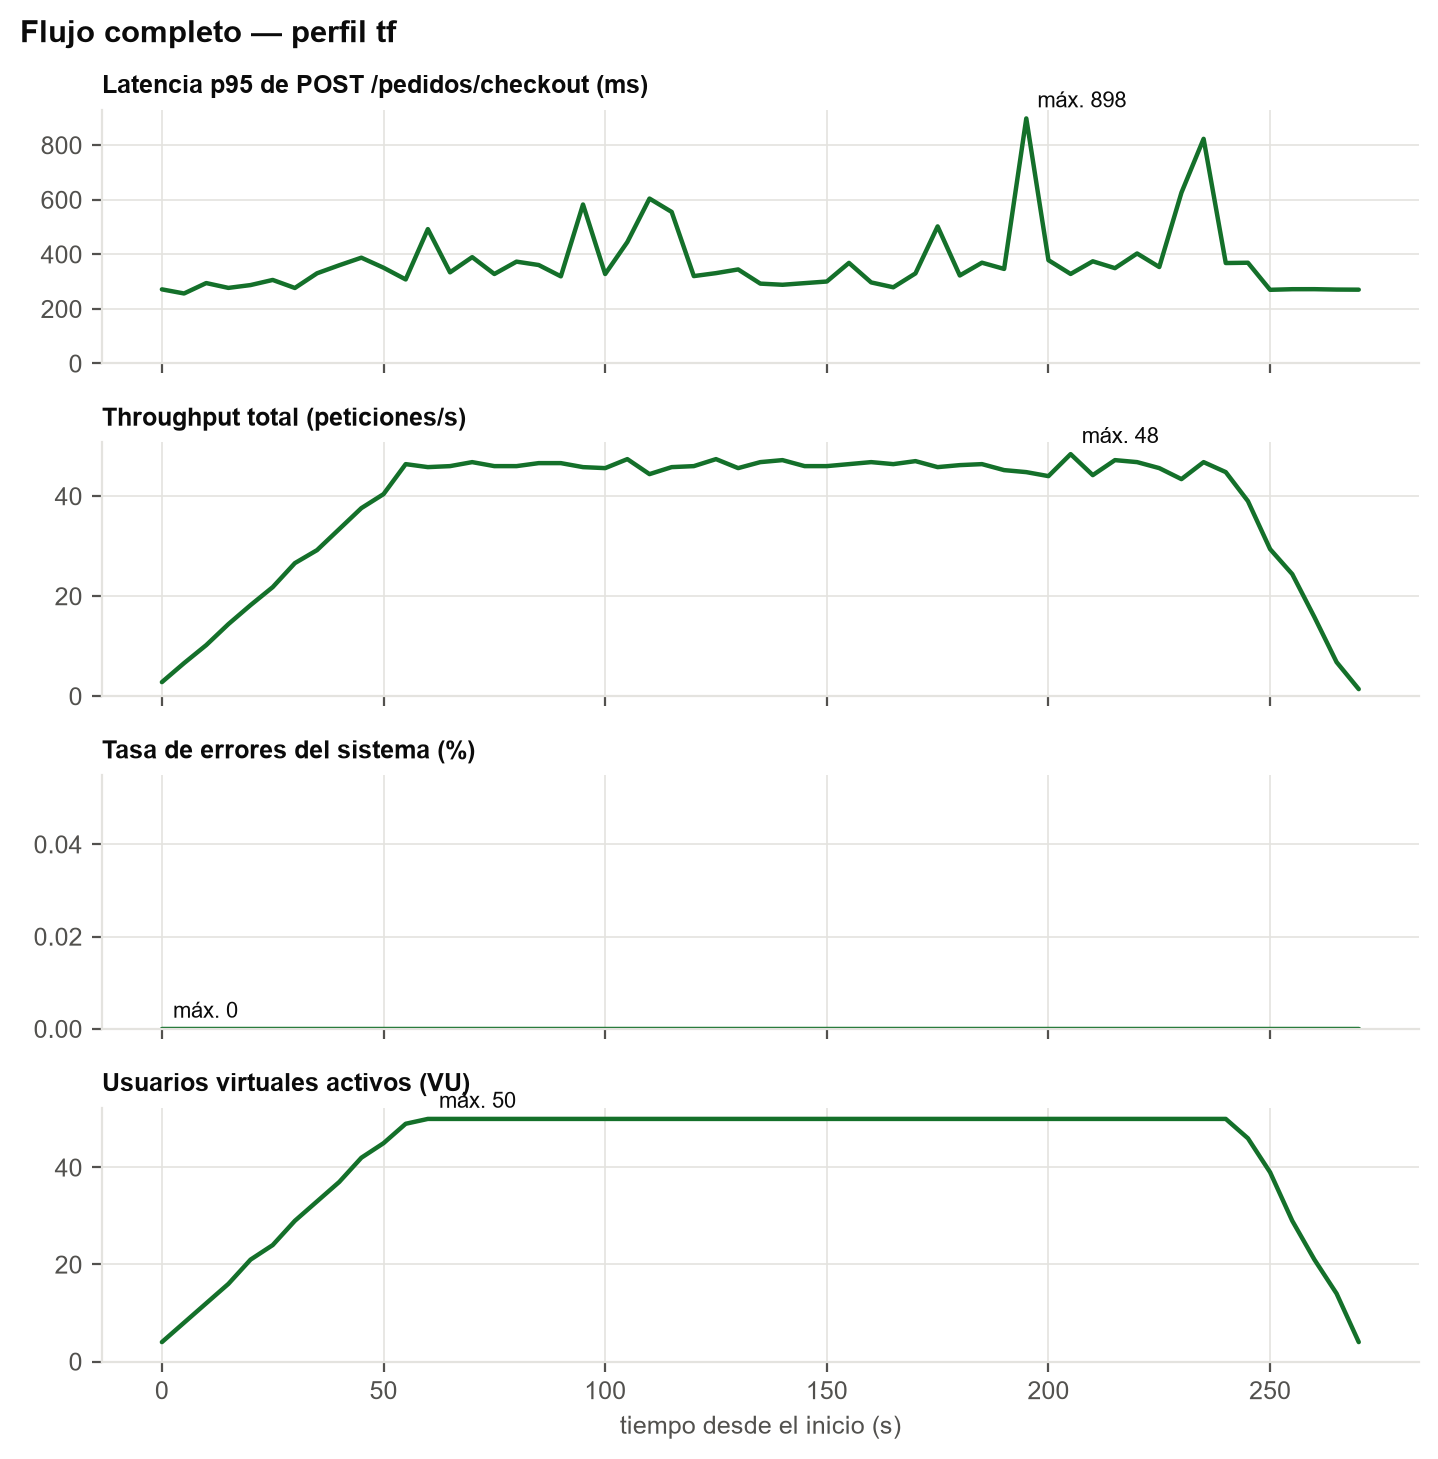 Flujo completo — perfil tf
Latencia p95 de POST /pedidos/checkout (ms)
máx. 898
800
600
400
200
0
Throughput total (peticiones/s)
máx. 48
40
20
0
Tasa de errores del sistema (%)
0.04
0.02
máx. 0
0.00
Usuarios virtuales activos (VU)
máx. 50
40
20
0
0 50 100 150 200 250
tiempo desde el inicio (s)